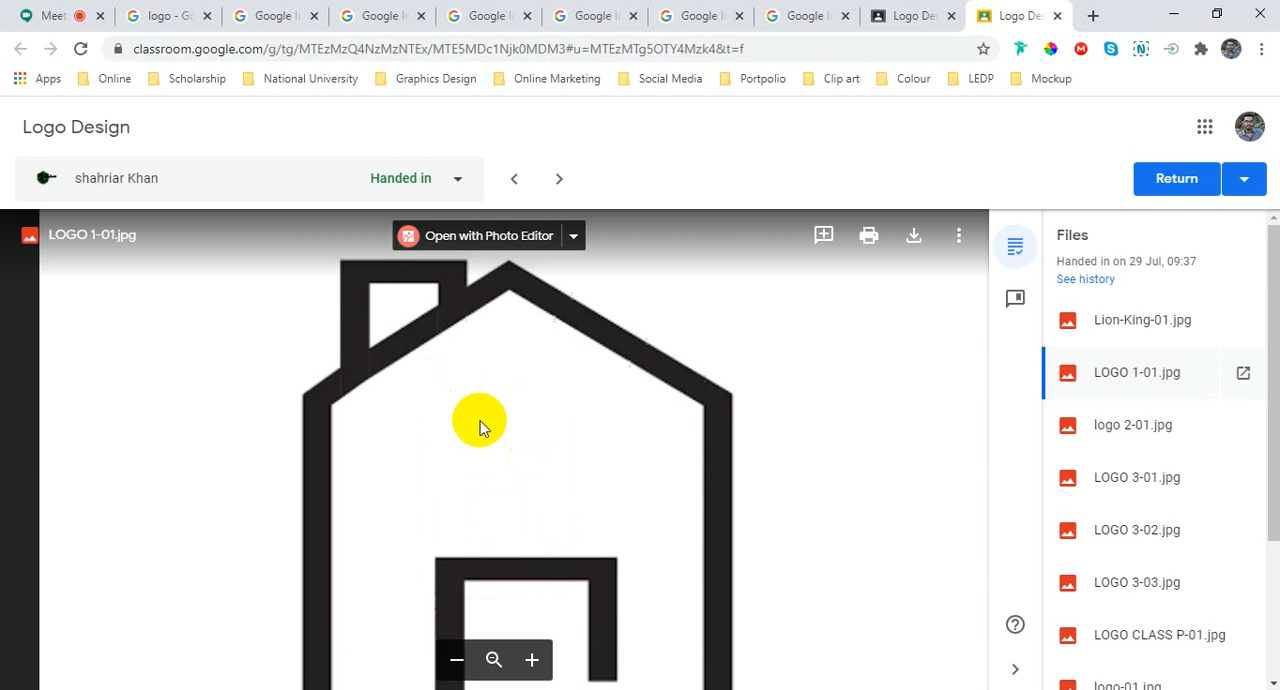 Meet
logo - G
Google I
Google I
Google I
Google I
Google
Google I
Logo De
Logo De
classroom.google.com/g/tg/MTEzMzQ4NzMzNTEx/MTE5MDc1Njk0MDM3#u=MTEzMTg5OTY4Mzk4&t=f
Apps Online Scholarship National University Graphics Design Online Marketing Social Media Portpolio Clip art Colour LEDP Mockup
Logo Design
shahriar Khan Handed in
Return
LOGO 1-01.jpg
Open with Photo Editor
Files
Handed in on 29 Jul, 09:37
See history
Lion-King-01.jpg
LOGO 1-01.jpg
logo 2-01.jpg
LOGO 3-01.jpg
LOGO 3-02.jpg
LOGO 3-03.jpg
LOGO CLASS P-01.jpg
logo-01.jpg